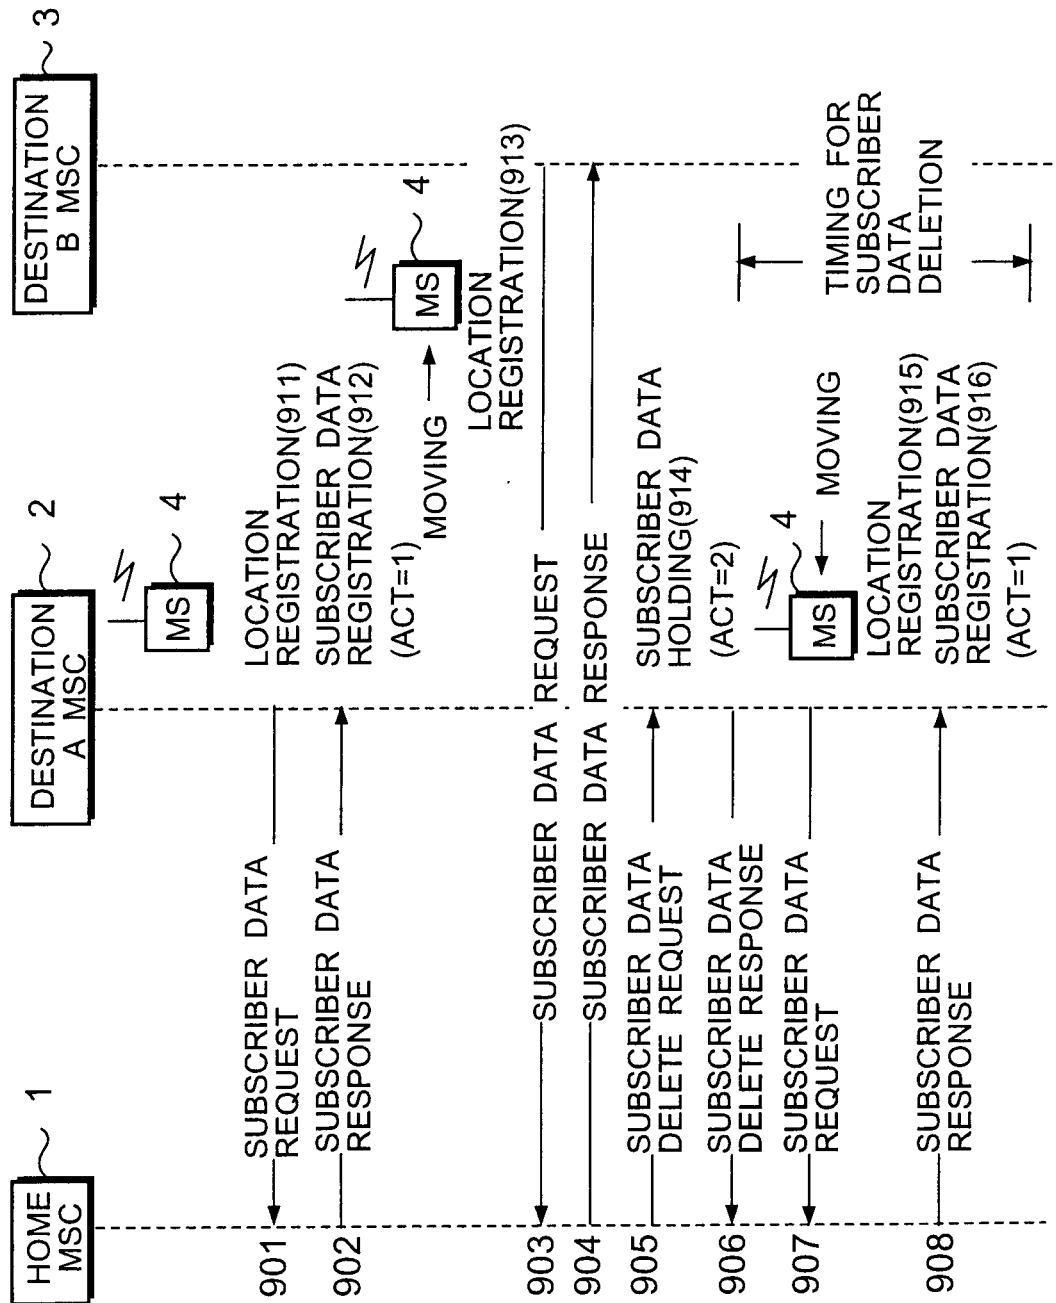 HOME
MSC
1
DESTINATION
A MSC
2
DESTINATION
B MSC
3
MS
4
901
SUBSCRIBER DATA
REQUEST
LOCATION
REGISTRATION(911)
902
SUBSCRIBER DATA
RESPONSE
SUBSCRIBER DATA
REGISTRATION(912)
(ACT=1)
MOVING
MS
4
LOCATION
REGISTRATION(913)
903
SUBSCRIBER DATA REQUEST
904
SUBSCRIBER DATA RESPONSE
905
SUBSCRIBER DATA
DELETE REQUEST
SUBSCRIBER DATA
HOLDING(914)
(ACT=2)
906
SUBSCRIBER DATA
DELETE RESPONSE
907
SUBSCRIBER DATA
REQUEST
MS
4
MOVING
TIMING FOR
SUBSCRIBER
DATA
DELETION
LOCATION
REGISTRATION(915)
908
SUBSCRIBER DATA
RESPONSE
SUBSCRIBER DATA
REGISTRATION(916)
(ACT=1)